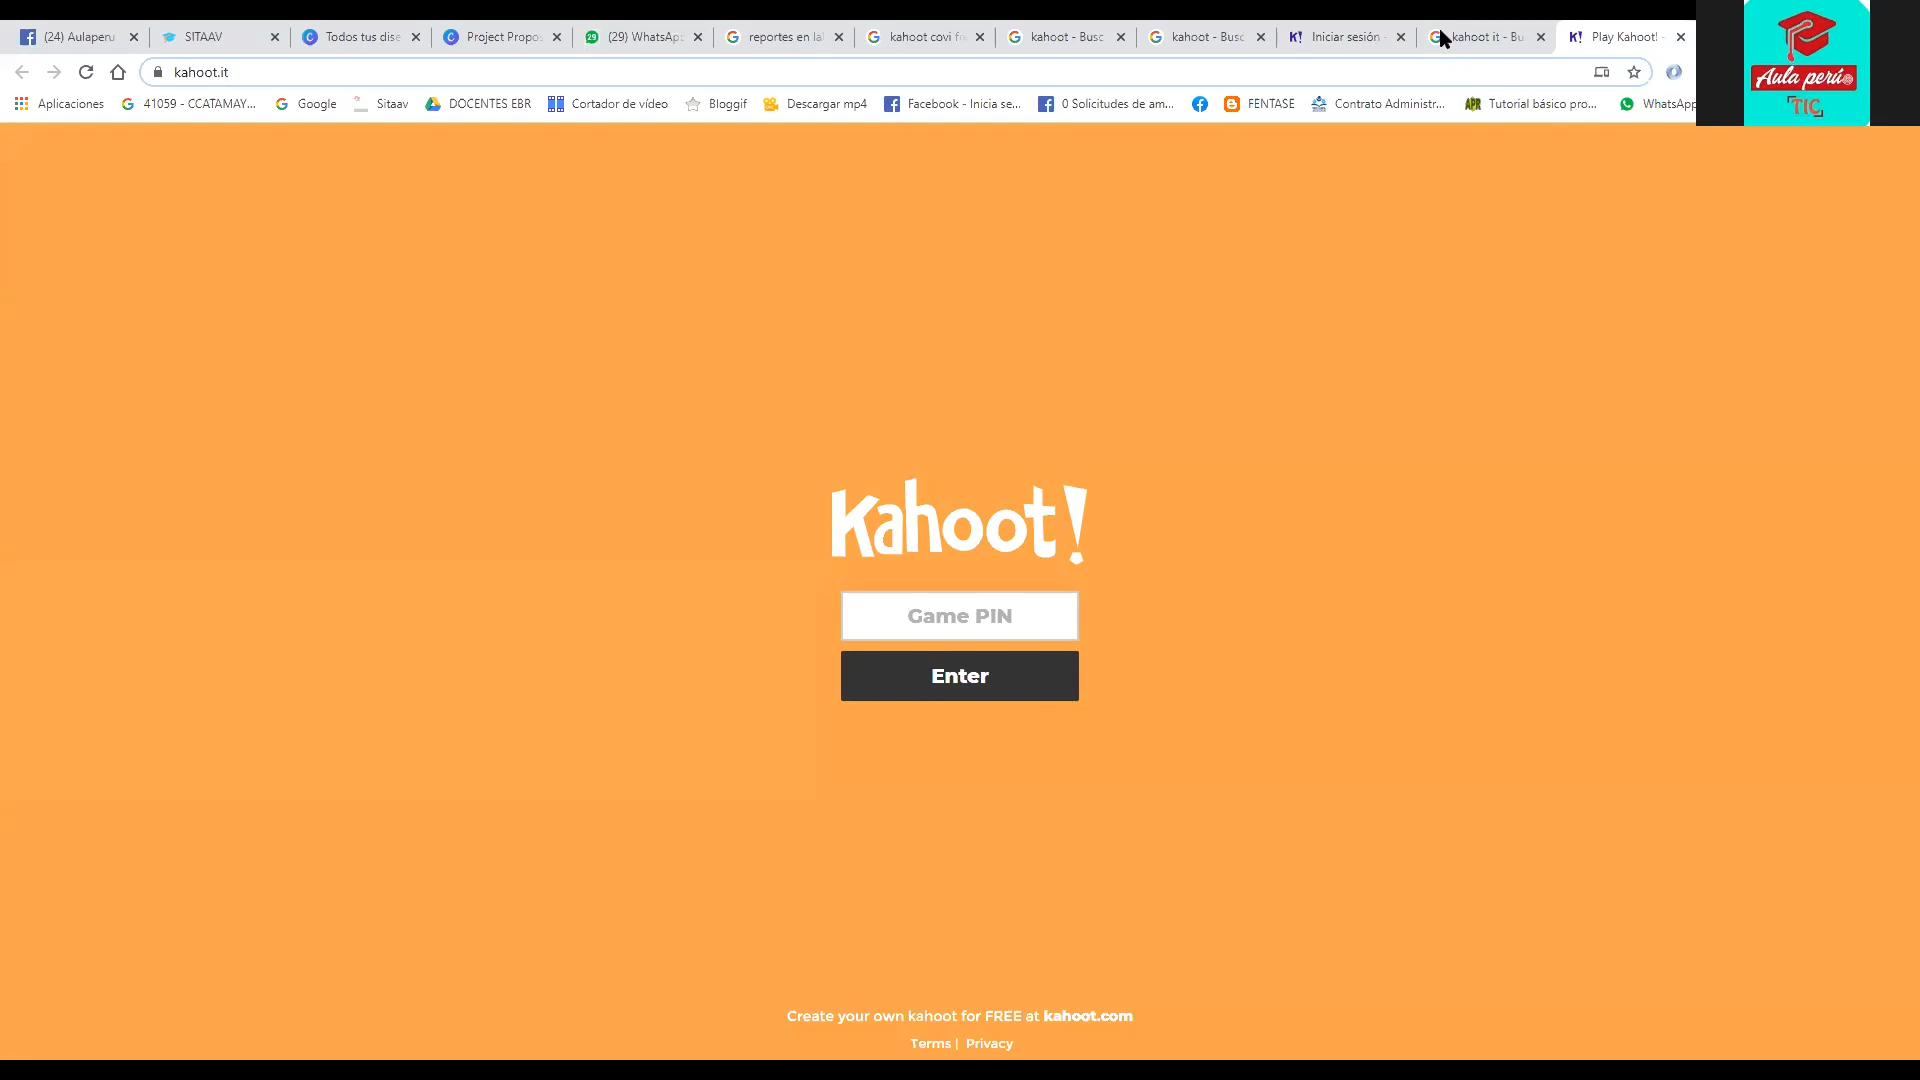 (24) Aulaperu
SITAAV
Todos tus dise
Project Propos
(29) WhatsApp
reportes en la
kahoot covi fr
kahoot - Busc
kahoot - Busc
Iniciar sesión -
kahoot it - Bu
Play Kahoot! -
kahoot.it
Aplicaciones
41059 - CCATAMAY...
Google
Sitaav
DOCENTES EBR
Cortador de vídeo
Bloggif
Descargar mp4
Facebook - Inicia se...
0 Solicitudes de am...
FENTASE
Contrato Administr...
Tutorial básico pro...
WhatsApp
Aula perú
TIC
Kahoot!
Game PIN
Enter
Create your own kahoot for FREE at kahoot.com
Terms | Privacy